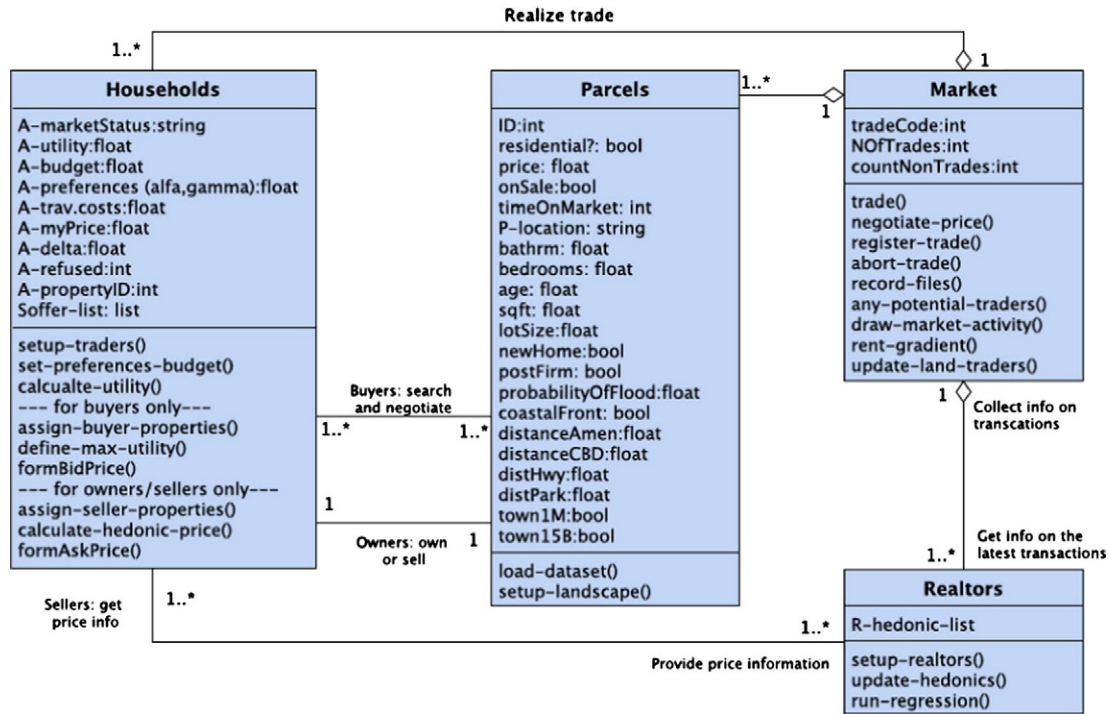 Realize trade
1..*
1
Households
A-marketStatus:string
A-utility:float
A-budget:float
A-preferences (alfa,gamma):float
A-trav.costs:float
A-myPrice:float
A-delta:float
A-refused:int
A-propertyID:int
Soffer-list: list
setup-traders()
set-preferences-budget()
calcualte-utility()
--- for buyers only---
assign-buyer-properties()
define-max-utility()
formBidPrice()
--- for owners/sellers only---
assign-seller-properties()
calculate-hedonic-price()
formAskPrice()
Buyers: search
and negotiate
1..*
1..*
1
1
Owners: own
or sell
Parcels
ID:int
residential?: bool
price: float
onSale:bool
timeOnMarket: int
P-location: string
bathrm: float
bedrooms: float
age: float
sqft: float
lotSize:float
newHome:bool
postFirm: bool
probabilityOfFlood:float
coastalFront: bool
distanceAmen:float
distanceCBD:float
distHwy:float
distPark:float
town1M:bool
town15B:bool
load-dataset()
setup-landscape()
1..*
1
Market
tradeCode:int
NOfTrades:int
countNonTrades:int
trade()
negotiate-price()
register-trade()
abort-trade()
record-files()
any-potential-traders()
draw-market-activity()
rent-gradient()
update-land-traders()
1
Collect info on
transcations
Get info on the
latest transactions
1..*
Realtors
R-hedonic-list
setup-realtors()
update-hedonics()
run-regression()
Sellers: get
price info
1..*
1..*
Provide price information